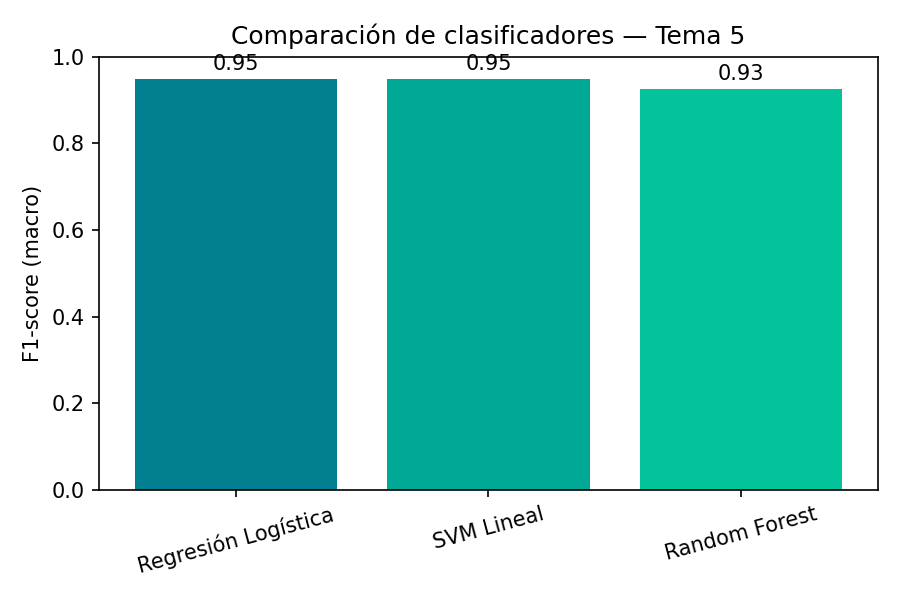 Comparación de clasificadores — Tema 5
F1-score (macro)
1.0
0.8
0.6
0.4
0.2
0.0
0.95
0.95
0.93
Regresión Logística
SVM Lineal
Random Forest